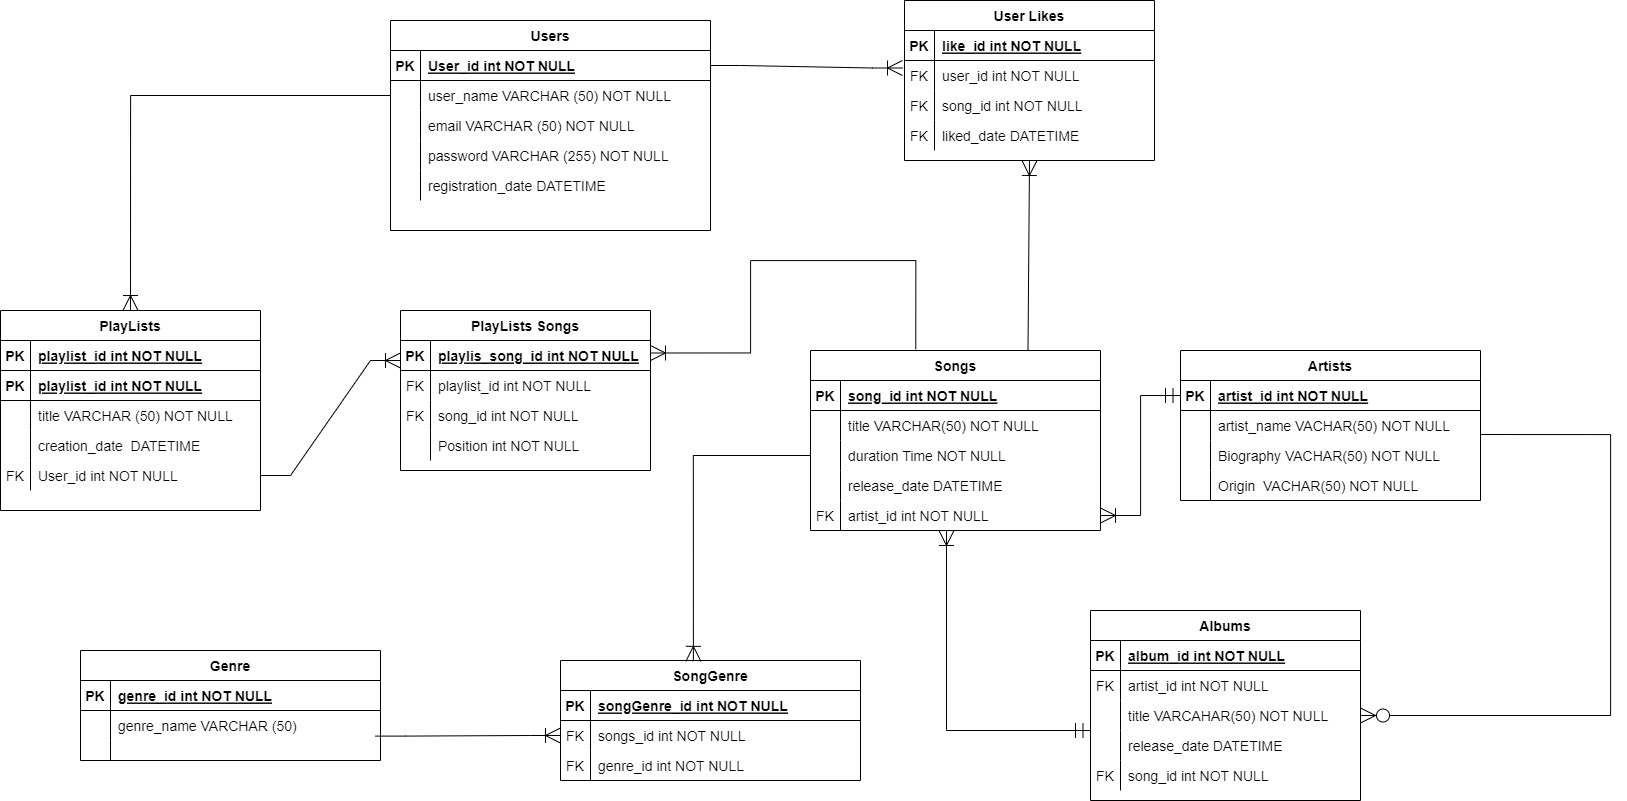 Users
PK User_id int NOT NULL
user_name VARCHAR (50) NOT NULL
email VARCHAR (50) NOT NULL
password VARCHAR (255) NOT NULL
registration_date DATETIME
User Likes
PK like_id int NOT NULL
FK user_id int NOT NULL
FK song_id int NOT NULL
FK liked_date DATETIME
PlayLists
PK playlist_id int NOT NULL
PK playlist_id int NOT NULL
title VARCHAR (50) NOT NULL
creation_date DATETIME
FK User_id int NOT NULL
PlayLists Songs
PK playlis_song_id int NOT NULL
FK playlist_id int NOT NULL
FK song_id int NOT NULL
Position int NOT NULL
Songs
PK song_id int NOT NULL
title VARCHAR(50) NOT NULL
duration Time NOT NULL
release_date DATETIME
FK artist_id int NOT NULL
Artists
PK artist_id int NOT NULL
artist_name VACHAR(50) NOT NULL
Biography VACHAR(50) NOT NULL
Origin VACHAR(50) NOT NULL
Genre
PK genre_id int NOT NULL
genre_name VARCHAR (50)
SongGenre
PK songGenre_id int NOT NULL
FK songs_id int NOT NULL
FK genre_id int NOT NULL
Albums
PK album_id int NOT NULL
FK artist_id int NOT NULL
title VARCAHAR(50) NOT NULL
release_date DATETIME
FK song_id int NOT NULL